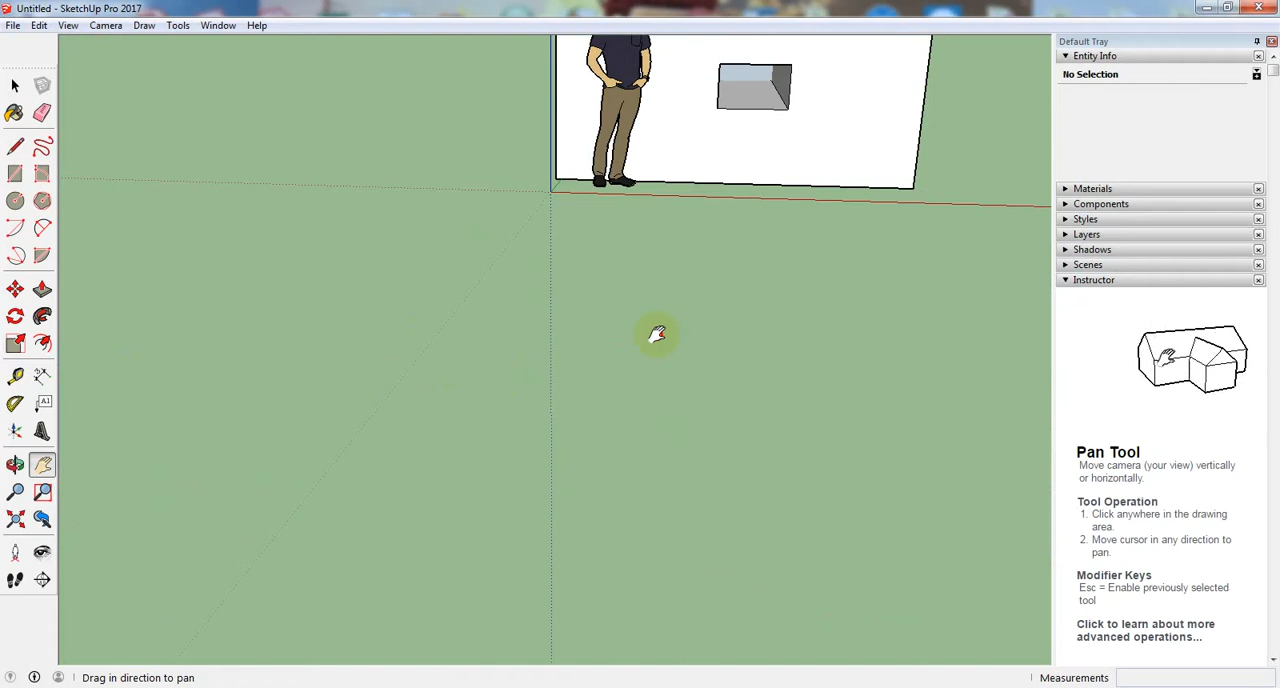 Untitled - SketchUp Pro 2017
File Edit View Camera Draw Tools Window Help
Default Tray
Entity Info
No Selection
Materials
Components
Styles
Layers
Shadows
Scenes
Instructor
A1
Pan Tool
Move camera (your view) vertically
or horizontally.
Tool Operation
1. Click anywhere in the drawing
area.
2. Move cursor in any direction to
pan.
Modifier Keys
Esc = Enable previously selected
tool
Click to learn about more
advanced operations...
Drag in direction to pan
Measurements